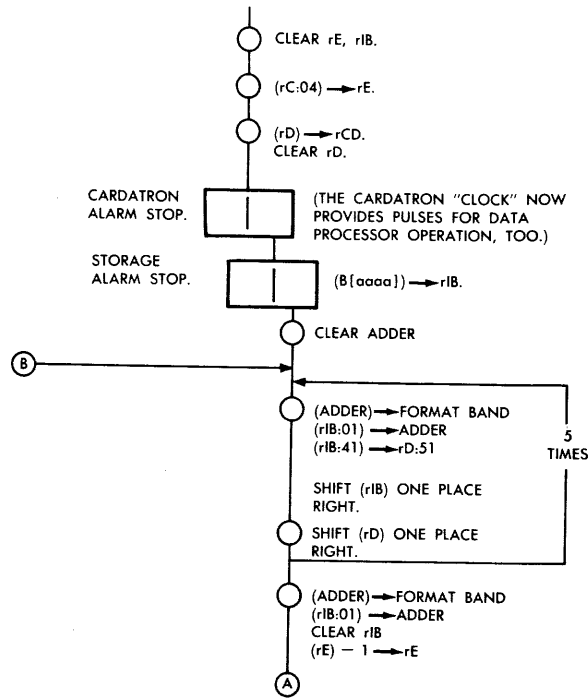 CLEAR rE, rIB.
(rC:04)→rE.
(rD)→rCD.
CLEAR rD.
CARDATRON
ALARM STOP.
(THE CARDATRON "CLOCK" NOW
PROVIDES PULSES FOR DATA
PROCESSOR OPERATION, TOO.)
STORAGE
ALARM STOP.
(B[aaaa])→rIB.
CLEAR ADDER
B
(ADDER)→FORMAT BAND
(rIB:01)→ADDER
(rIB:41)→rD:51
5
TIMES
SHIFT (rIB) ONE PLACE
RIGHT.
SHIFT (rD) ONE PLACE
RIGHT.
(ADDER)→FORMAT BAND
(rIB:01)→ADDER
CLEAR rIB
(rE) − 1→rE
A